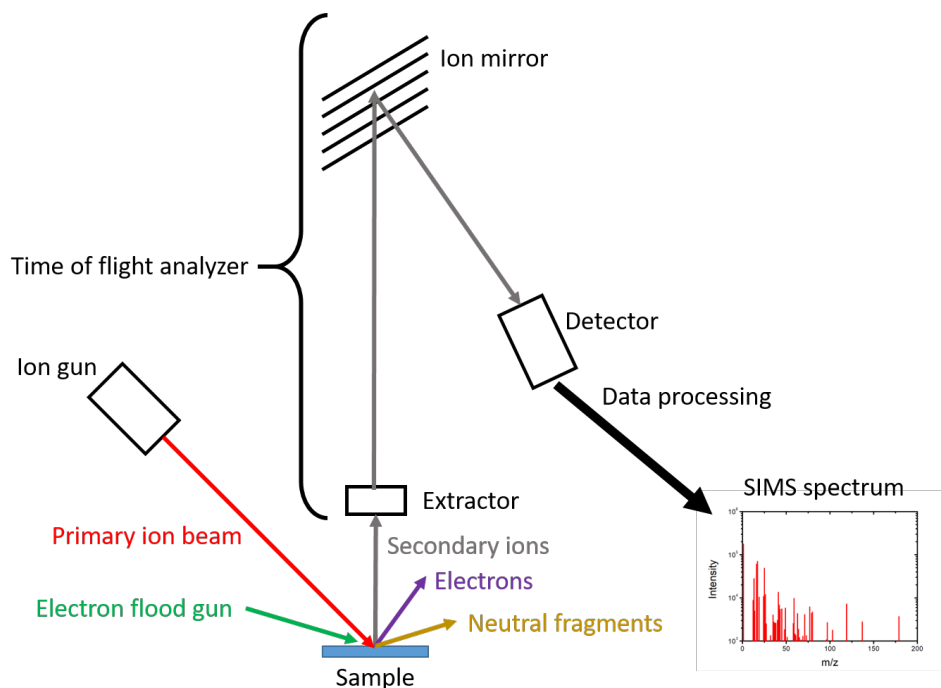 Ion mirror
Time of flight analyzer
Detector
Ion gun
Data processing
SIMS spectrum
Extractor
Primary ion beam
Secondary ions
Electrons
Electron flood gun
Neutral fragments
Sample
Intensity
m/z
0
50
100
150
200